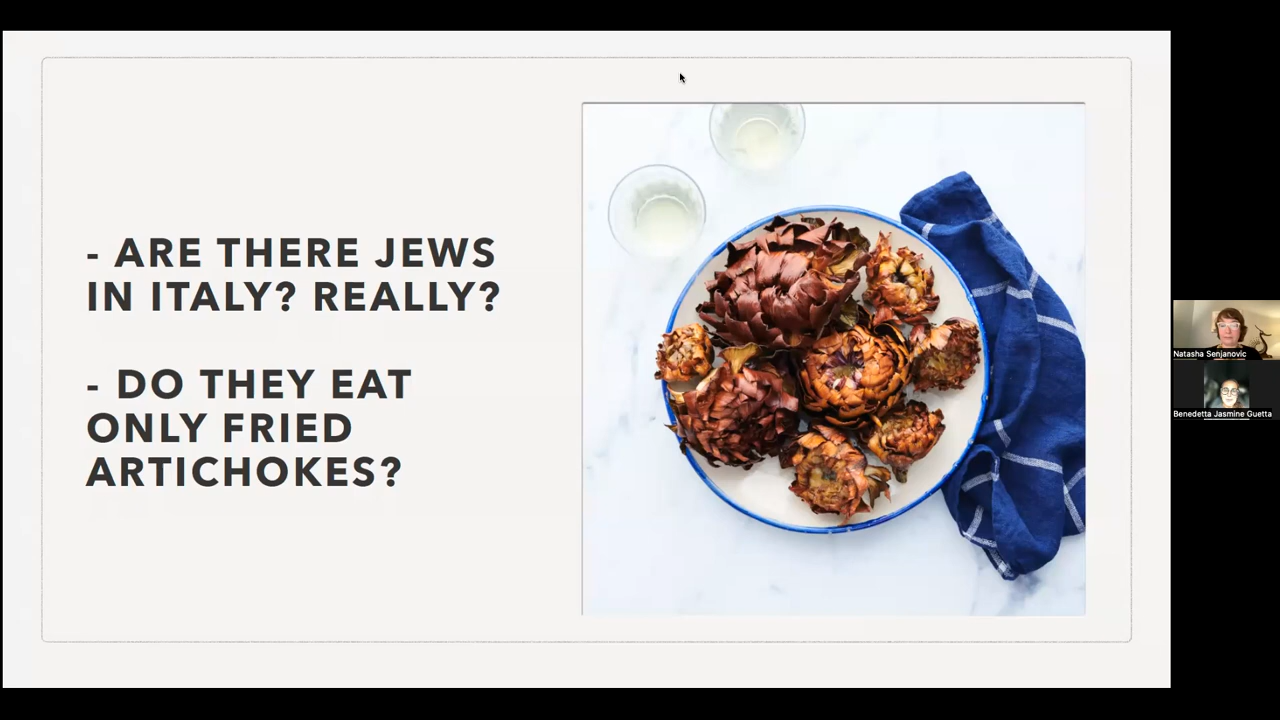 - ARE THERE JEWS
IN ITALY? REALLY?
- DO THEY EAT
ONLY FRIED
ARTICHOKES?
Natasha Senjanovic
Benedetta Jasmine Guetta